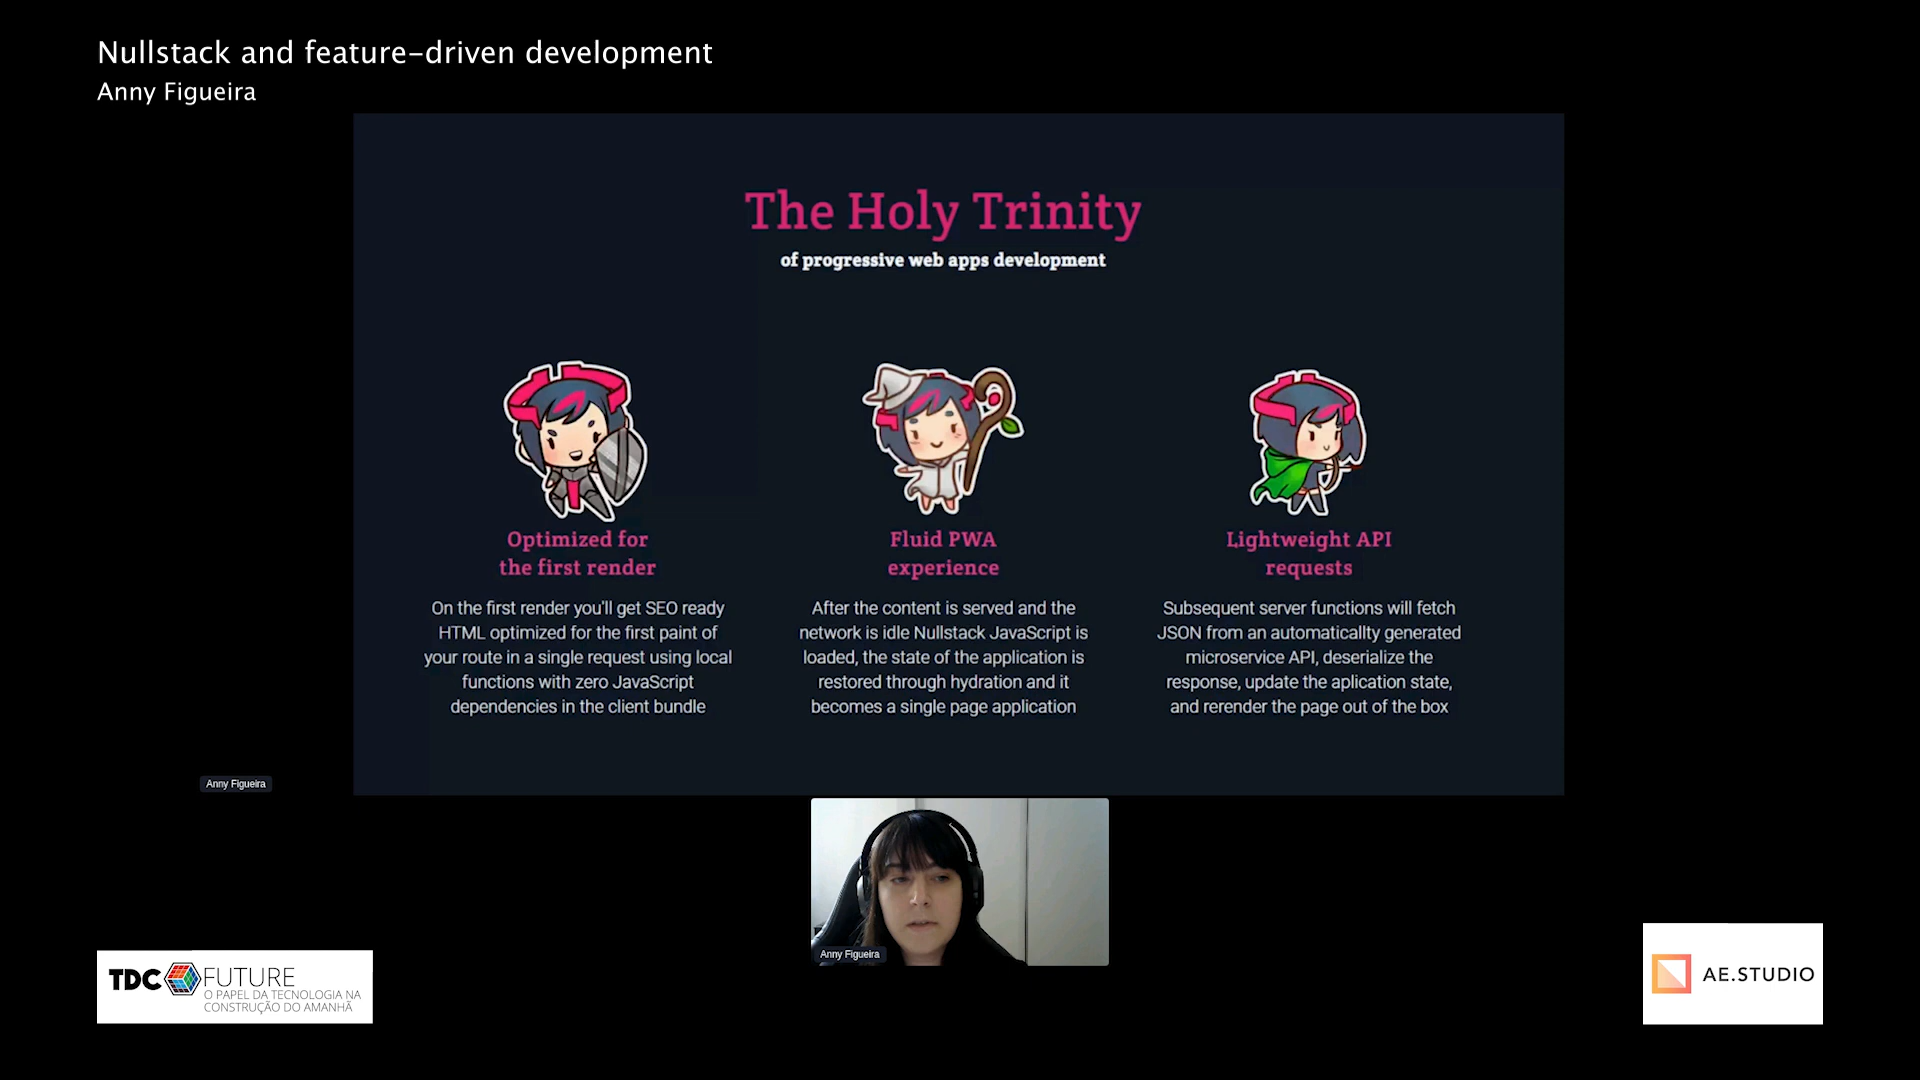 Nullstack and feature-driven development
Anny Figueira
The Holy Trinity
of progressive web apps development
Optimized for
the first render
On the first render you'll get SEO ready
HTML optimized for the first paint of
your route in a single request using local
functions with zero JavaScript
dependencies in the client bundle
Fluid PWA
experience
After the content is served and the
network is idle Nullstack JavaScript is
loaded, the state of the application is
restored through hydration and it
becomes a single page application
Lightweight API
requests
Subsequent server functions will fetch
JSON from an automaticallty generated
microservice API, deserialize the
response, update the aplication state,
and rerender the page out of the box
Anny Figueira
Anny Figueira
TDC FUTURE
O PAPEL DA TECNOLOGIA NA
CONSTRUÇÃO DO AMANHÃ
AE.STUDIO